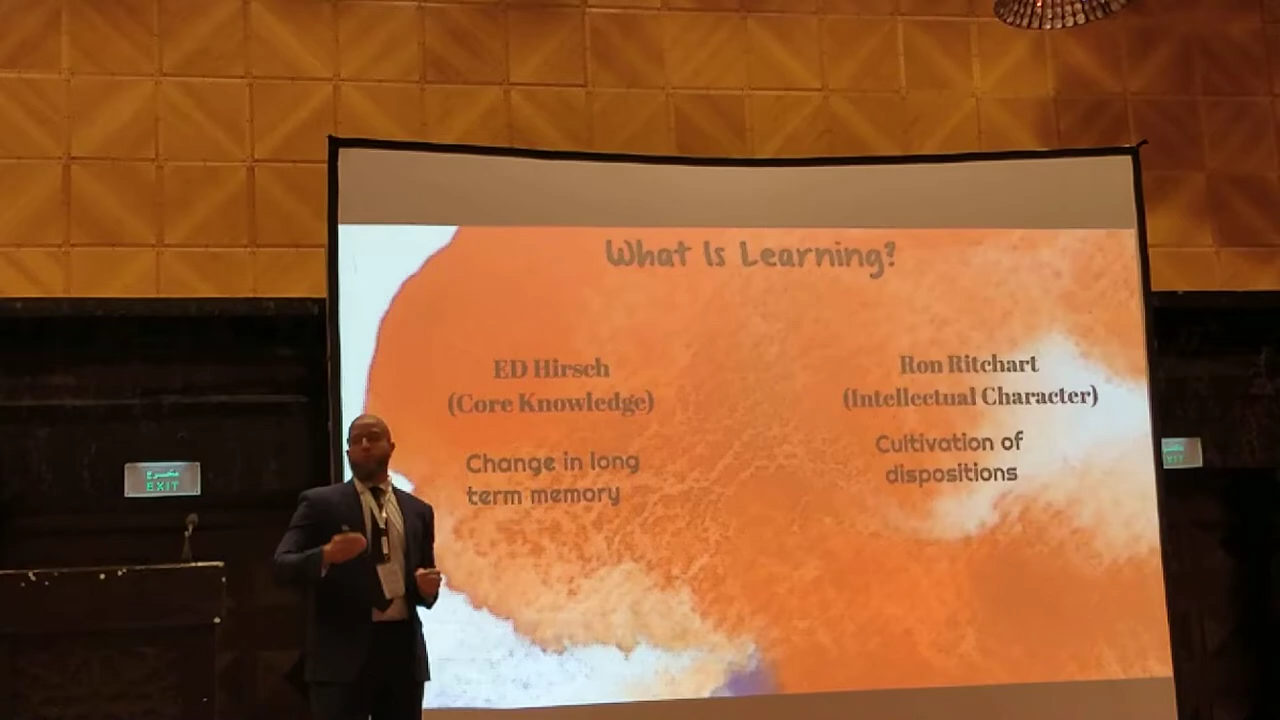 What Is Learning?
ED Hirsch
(Core Knowledge)
Change in long
term memory
Ron Ritchart
(Intellectual Character)
Cultivation of
dispositions
مخرج
EXIT